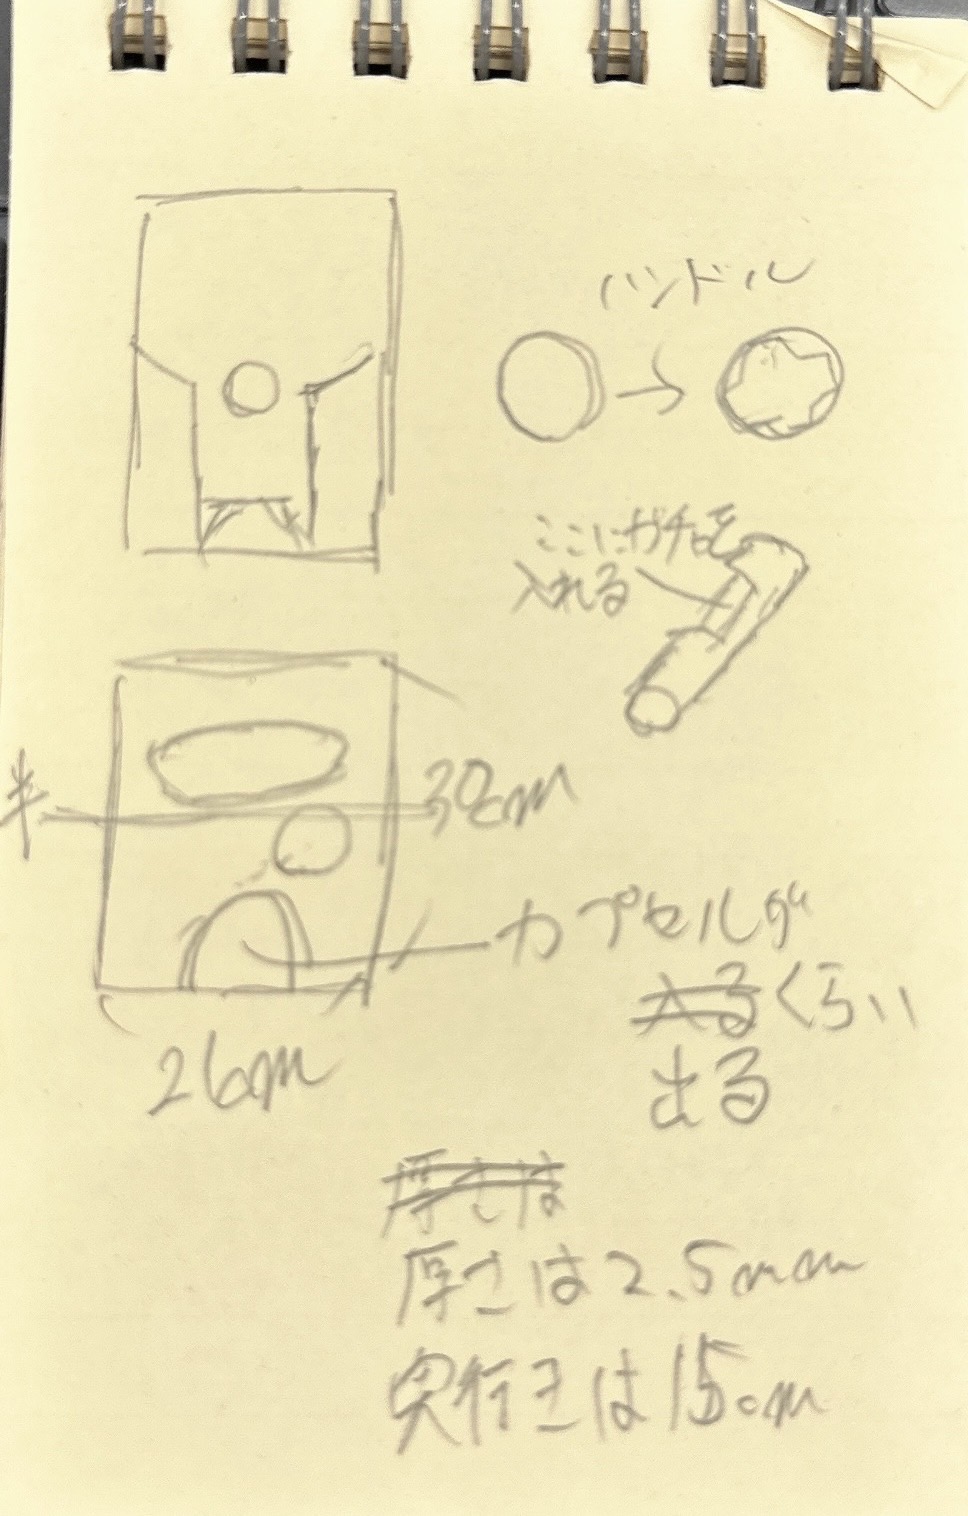 ハンドル
ここにガチャを
入れる
半
30cm
カプセルが
入るくらい
出る
26cm
厚さは
厚さは2.5mm
奥行きは15cm